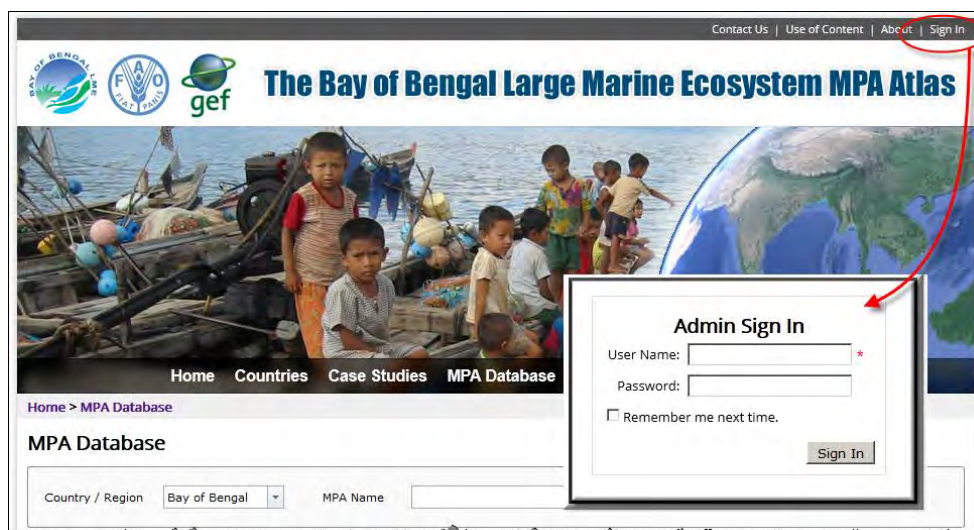 Contact Us | Use of Content | About | Sign In
BAY OF BENGAL LME
FAO
FIAT PANIS
gef
The Bay of Bengal Large Marine Ecosystem MPA Atlas
Home Countries Case Studies MPA Database
Home > MPA Database
MPA Database
Country / Region Bay of Bengal MPA Name
Admin Sign In
User Name: *
Password:
Remember me next time.
Sign In